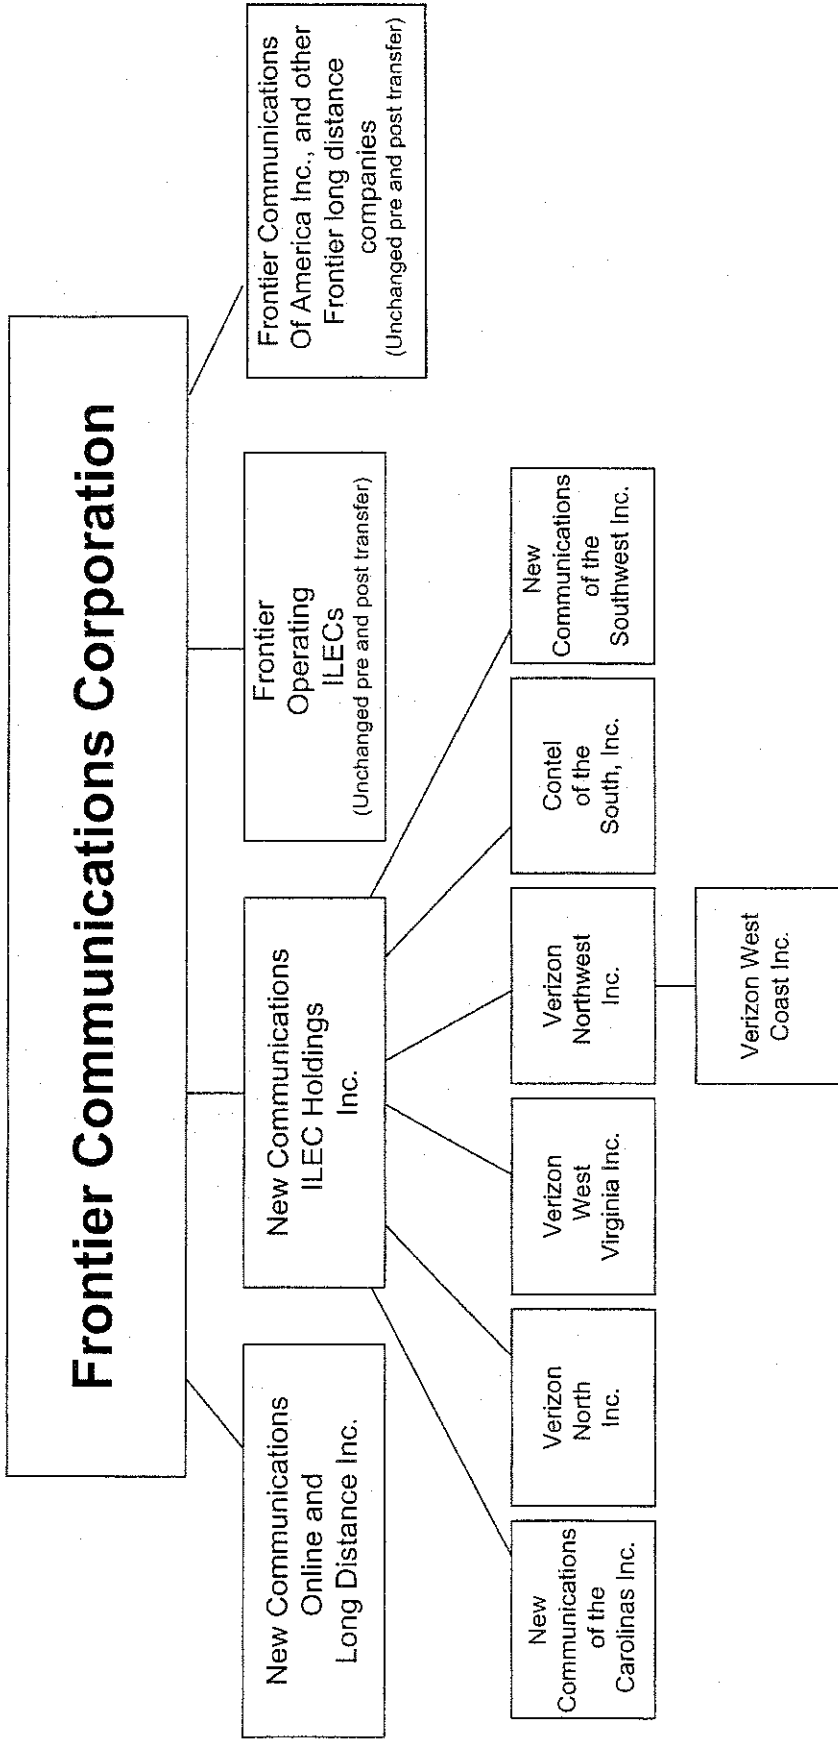 Frontier Communications Corporation
New Communications
Online and
Long Distance Inc.
New Communications
ILEC Holdings
Inc.
Frontier
Operating
ILECs
(Unchanged pre and post transfer)
Frontier Communications
Of America Inc., and other
Frontier long distance
companies
(Unchanged pre and post transfer)
New
Communications
of the
Carolinas Inc.
Verizon
North
Inc.
Verizon
West
Virginia Inc.
Verizon
Northwest
Inc.
Contel
of the
South, Inc.
New
Communications
of the
Southwest Inc.
Verizon West
Coast Inc.